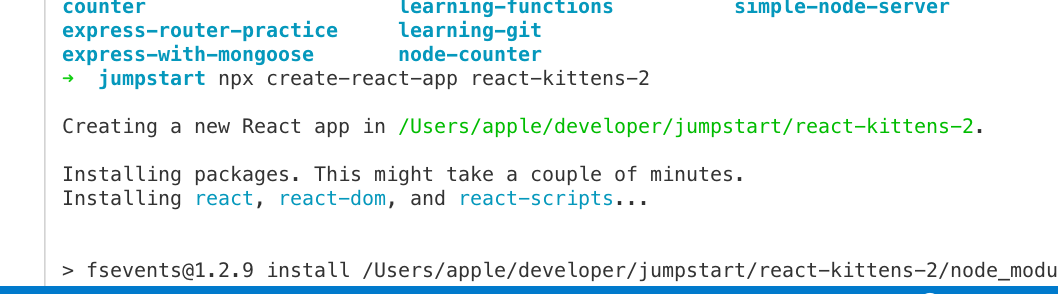 counter learning-functions simple-node-server
express-router-practice learning-git
express-with-mongoose node-counter
→ jumpstart npx create-react-app react-kittens-2
Creating a new React app in /Users/apple/developer/jumpstart/react-kittens-2.
Installing packages. This might take a couple of minutes.
Installing react, react-dom, and react-scripts...
> fsevents@1.2.9 install /Users/apple/developer/jumpstart/react-kittens-2/node_modu